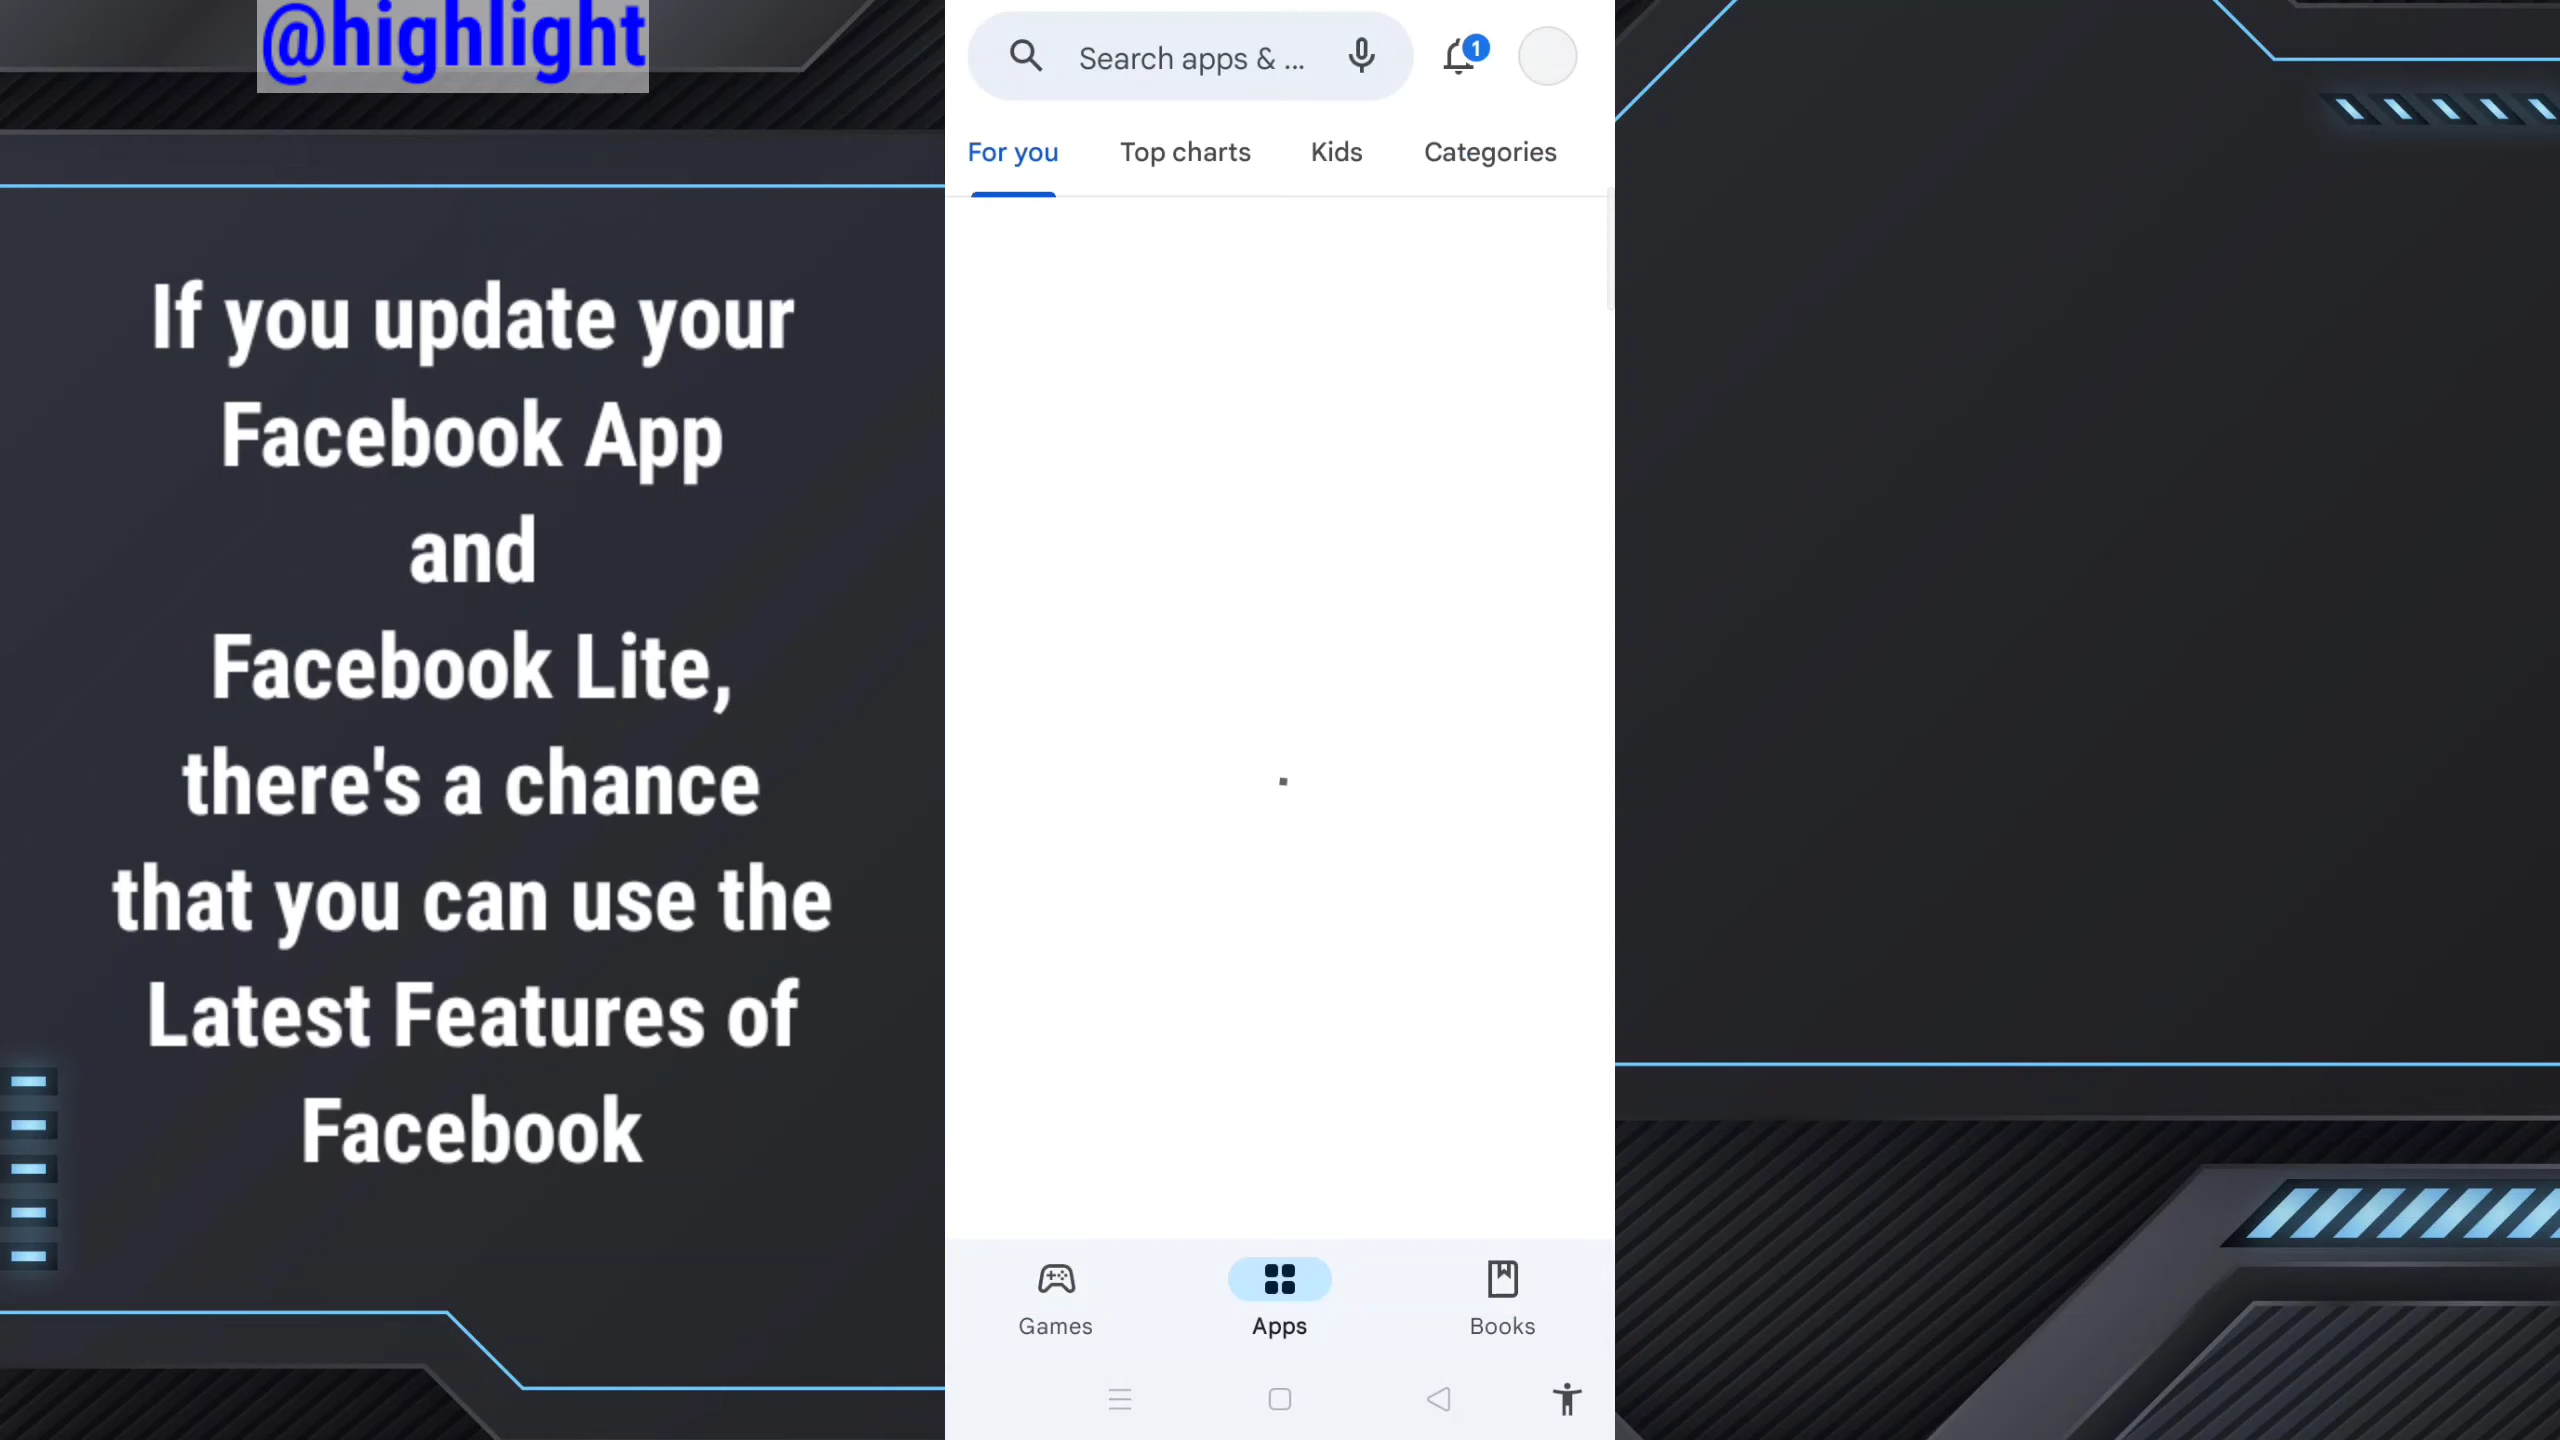 @highlight
If you update your
Facebook App
and
Facebook Lite,
there's a chance
that you can use the
Latest Features of
Facebook
Search apps & ...
1
For you
Top charts
Kids
Categories
Games
Apps
Books